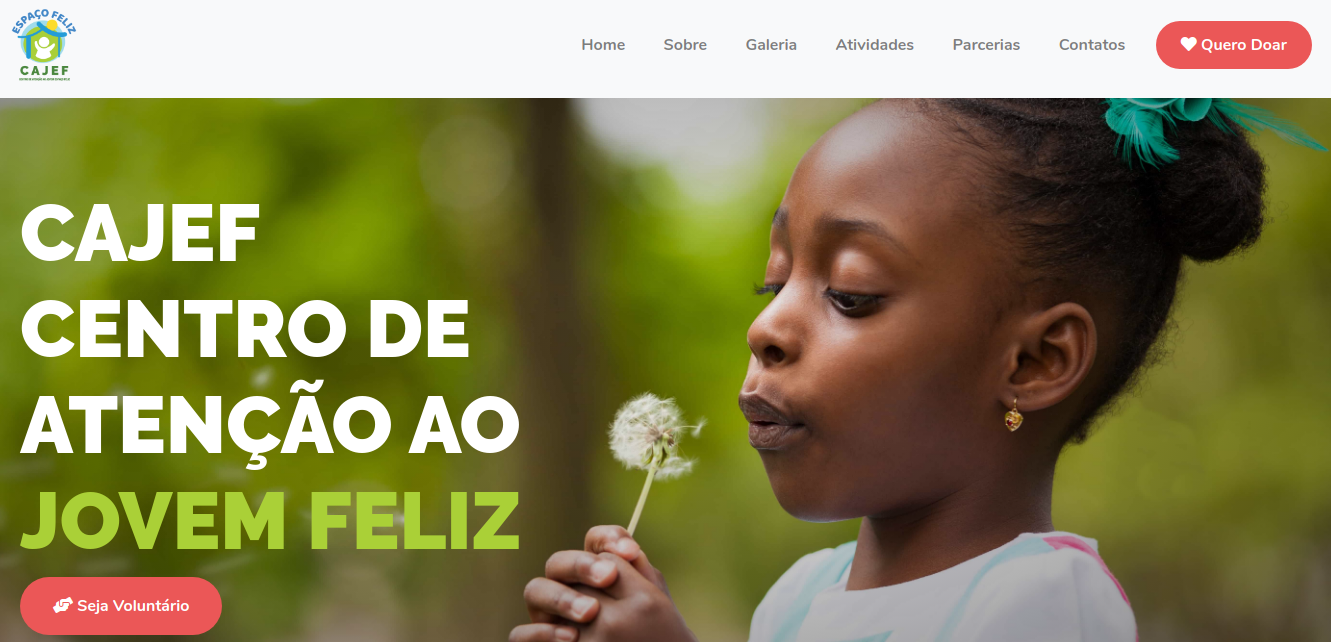 ESPAÇO FELIZ
CAJEF
Home Sobre Galeria Atividades Parcerias Contatos Quero Doar
CAJEF
CENTRO DE
ATENÇÃO AO
JOVEM FELIZ
Seja Voluntário